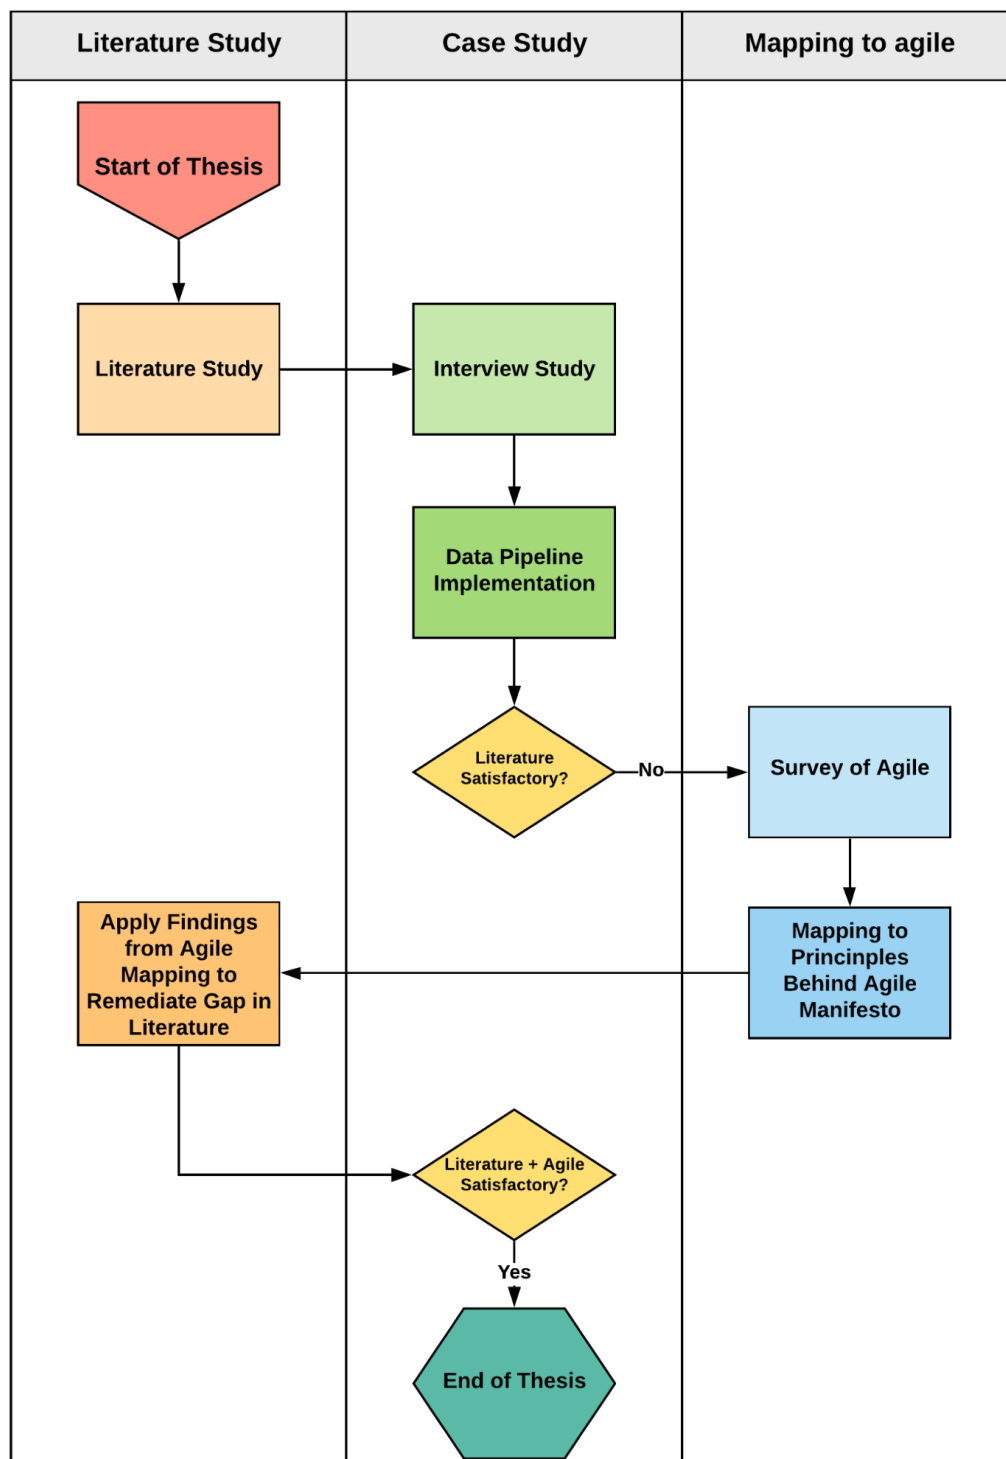 Literature Study
Case Study
Mapping to agile
Start of Thesis
Literature Study
Interview Study
Data Pipeline
Implementation
Literature
Satisfactory?
No
Survey of Agile
Apply Findings
from Agile
Mapping to
Remediate Gap in
Literature
Mapping to
Princinples
Behind Agile
Manifesto
Literature + Agile
Satisfactory?
Yes
End of Thesis